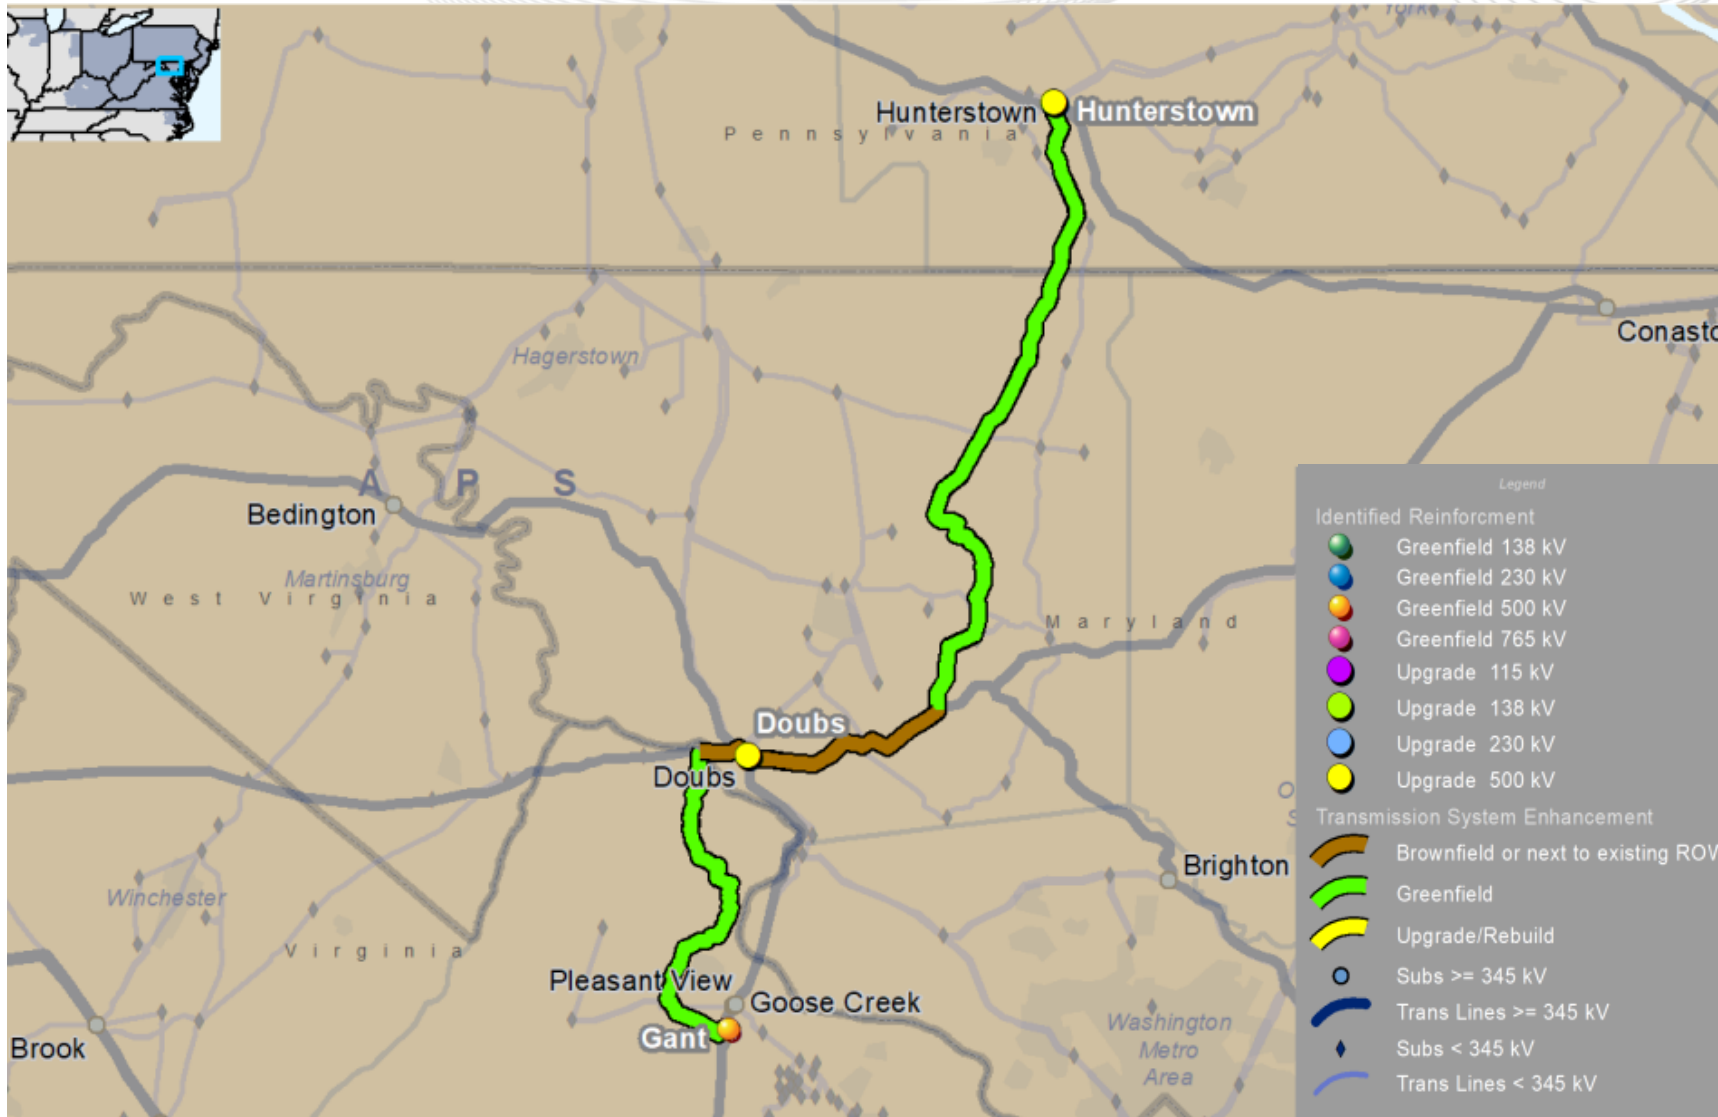 York
Hunterstown
Hunterstown
Pennsylvania
Hagerstown
A P S
Bedington
Martinsburg
West Virginia
Maryland
Doubs
Doubs
Brighton
Winchester
Virginia
Pleasant View
Goose Creek
Gant
Brook
Washington
Metro
Area
Legend
Identified Reinforcment
Greenfield 138 kV
Greenfield 230 kV
Greenfield 500 kV
Greenfield 765 kV
Upgrade 115 kV
Upgrade 138 kV
Upgrade 230 kV
Upgrade 500 kV
Transmission System Enhancement
Brownfield or next to existing ROW
Greenfield
Upgrade/Rebuild
Subs >= 345 kV
Trans Lines >= 345 kV
Subs < 345 kV
Trans Lines < 345 kV